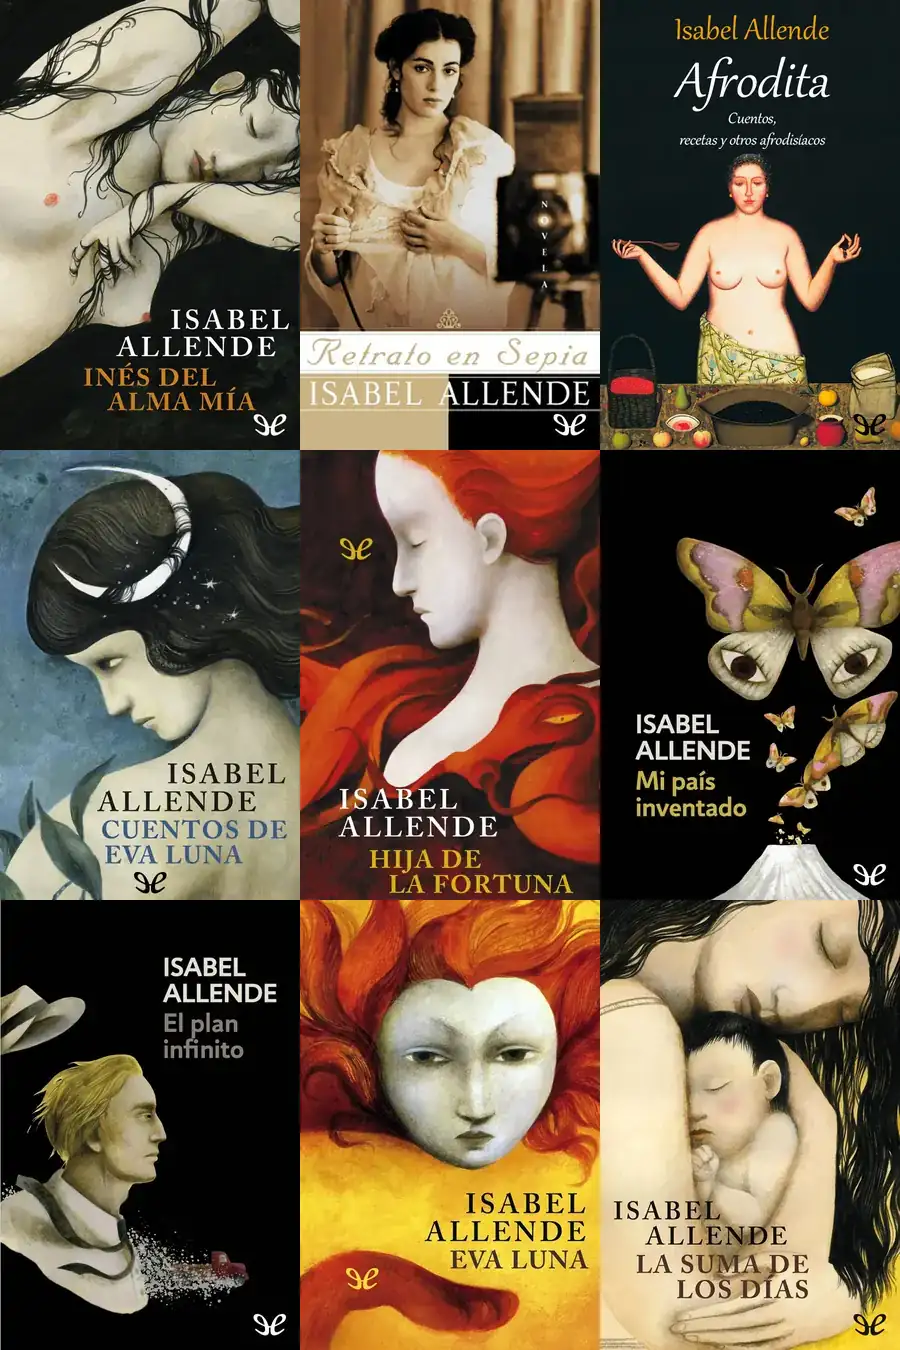 ISABEL
ALLENDE
INÉS DEL
ALMA MÍA
NOVELA
Retrato en Sepia
ISABEL ALLENDE
Isabel Allende
Afrodita
Cuentos,
recetas y otros afrodisíacos
ISABEL
ALLENDE
CUENTOS DE
EVA LUNA
ISABEL
ALLENDE
HIJA DE
LA FORTUNA
ISABEL
ALLENDE
Mi país
inventado
ISABEL
ALLENDE
El plan
infinito
ISABEL
ALLENDE
EVA LUNA
ISABEL
ALLENDE
LA SUMA DE
LOS DÍAS